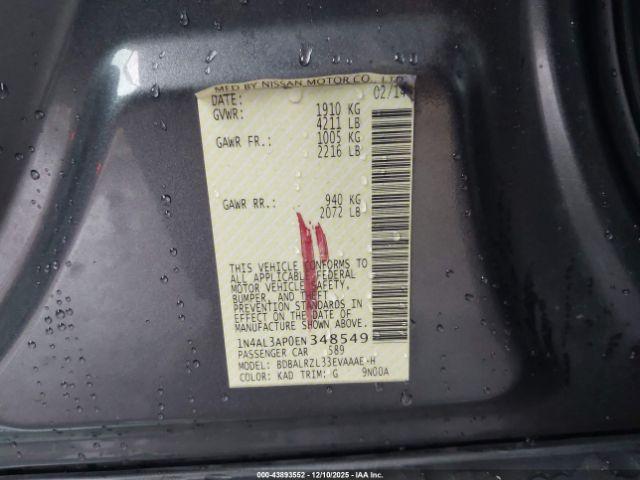 MFD BY NISSAN MOTOR CO., LTD
DATE: 02/14
GVWR: 1910 KG
4211 LB
GAWR FR.: 1005 KG
2216 LB
GAWR RR.: 940 KG
2072 LB
THIS VEHICLE CONFORMS TO
ALL APPLICABLE FEDERAL
MOTOR VEHICLE SAFETY,
BUMPER, AND THEFT
PREVENTION STANDARDS IN
EFFECT ON THE DATE OF
MANUFACTURE SHOWN ABOVE.
1N4AL3AP0EN348549
PASSENGER CAR 589
MODEL: BDBALRZL33EVAAAE-H
COLOR: KAD TRIM: G 9N00A
000-43893552 - 12/10/2025 - IAAI.CA